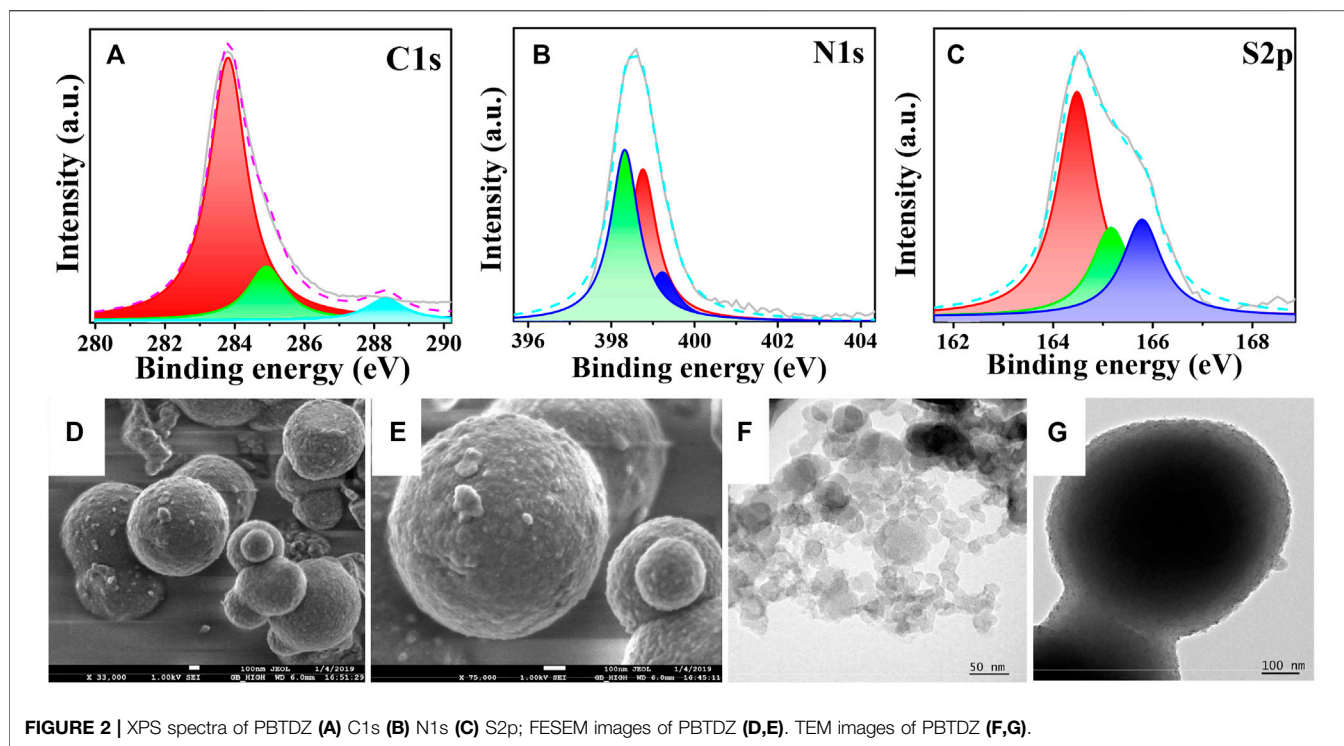 A
C1s
Intensity (a.u.)
280 282 284 286 288 290
Binding energy (eV)
B
N1s
Intensity (a.u.)
396 398 400 402 404
Binding energy (eV)
C
S2p
Intensity (a.u.)
162 164 166 168
Binding energy (eV)
D
100nm JEOL 1/4/2019
X 33,000 1.00kV SEI GB_HIGH WD 6.0mm 16:51:29
E
100nm JEOL 1/4/2019
X 75,000 1.00kV SEI GB_HIGH WD 6.0mm 16:45:11
F
50 nm
G
100 nm
FIGURE 2 | XPS spectra of PBTDZ (A) C1s (B) N1s (C) S2p; FESEM images of PBTDZ (D,E). TEM images of PBTDZ (F,G).